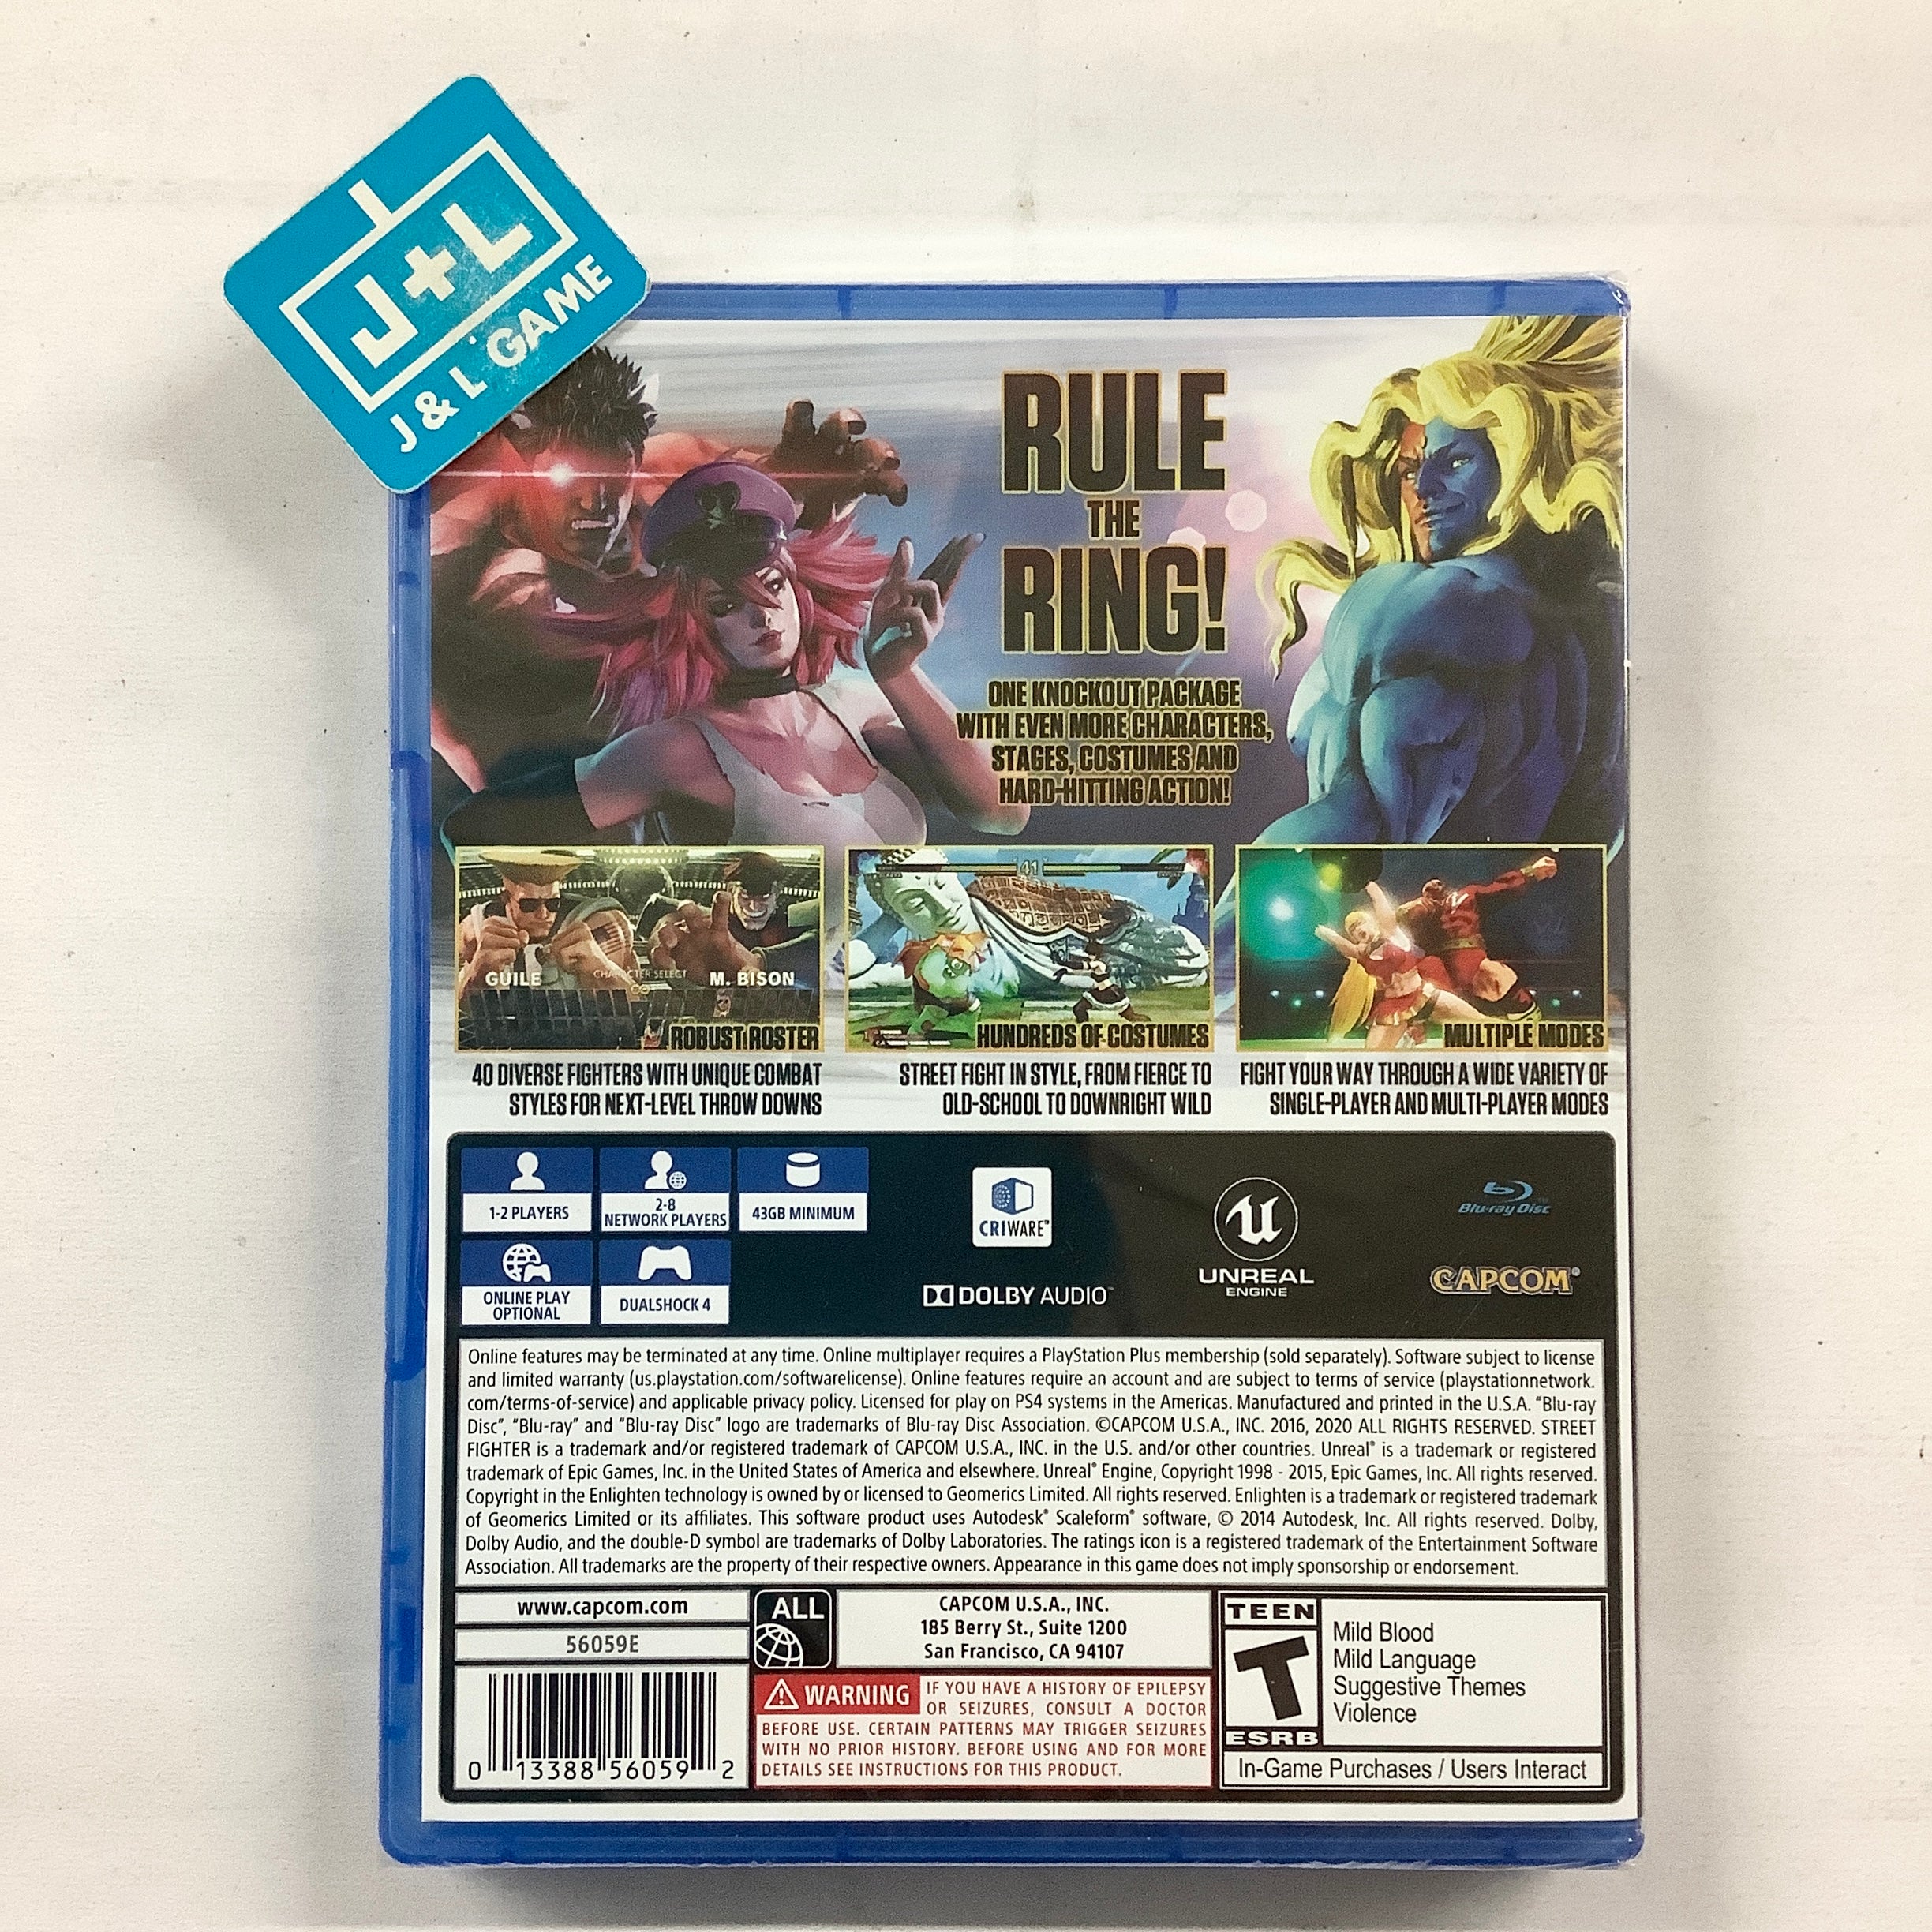 J+L
J & L GAME
RULE
THE
RING!
ONE KNOCKOUT PACKAGE
WITH EVEN MORE CHARACTERS,
STAGES, COSTUMES AND
HARD-HITTING ACTION!
GUILE
CHARACTER SELECT
M. BISON
ROBUST ROSTER
41
HUNDREDS OF COSTUMES
MULTIPLE MODES
40 DIVERSE FIGHTERS WITH UNIQUE COMBAT
STYLES FOR NEXT-LEVEL THROW DOWNS
STREET FIGHT IN STYLE, FROM FIERCE TO
OLD-SCHOOL TO DOWNRIGHT WILD
FIGHT YOUR WAY THROUGH A WIDE VARIETY OF
SINGLE-PLAYER AND MULTI-PLAYER MODES
1-2 PLAYERS
2-8
NETWORK PLAYERS
43GB MINIMUM
ONLINE PLAY
OPTIONAL
DUALSHOCK 4
CRIWARE™
DOLBY AUDIO™
UNREAL
ENGINE
Blu-ray Disc™
CAPCOM®
Online features may be terminated at any time. Online multiplayer requires a PlayStation Plus membership (sold separately). Software subject to license
and limited warranty (us.playstation.com/softwarelicense). Online features require an account and are subject to terms of service (playstationnetwork.
com/terms-of-service) and applicable privacy policy. Licensed for play on PS4 systems in the Americas. Manufactured and printed in the U.S.A. “Blu-ray
Disc”, “Blu-ray” and “Blu-ray Disc” logo are trademarks of Blu-ray Disc Association. ©CAPCOM U.S.A., INC. 2016, 2020 ALL RIGHTS RESERVED. STREET
FIGHTER is a trademark and/or registered trademark of CAPCOM U.S.A., INC. in the U.S. and/or other countries. Unreal® is a trademark or registered
trademark of Epic Games, Inc. in the United States of America and elsewhere. Unreal® Engine, Copyright 1998 - 2015, Epic Games, Inc. All rights reserved.
Copyright in the Enlighten technology is owned by or licensed to Geomerics Limited. All rights reserved. Enlighten is a trademark or registered trademark
of Geomerics Limited or its affiliates. This software product uses Autodesk® Scaleform® software, © 2014 Autodesk, Inc. All rights reserved. Dolby,
Dolby Audio, and the double-D symbol are trademarks of Dolby Laboratories. The ratings icon is a registered trademark of the Entertainment Software
Association. All trademarks are the property of their respective owners. Appearance in this game does not imply sponsorship or endorsement.
www.capcom.com
56059E
0 13388 56059 2
ALL
CAPCOM U.S.A., INC.
185 Berry St., Suite 1200
San Francisco, CA 94107
WARNING IF YOU HAVE A HISTORY OF EPILEPSY
OR SEIZURES, CONSULT A DOCTOR
BEFORE USE. CERTAIN PATTERNS MAY TRIGGER SEIZURES
WITH NO PRIOR HISTORY. BEFORE USING AND FOR MORE
DETAILS SEE INSTRUCTIONS FOR THIS PRODUCT.
TEEN
T
ESRB
Mild Blood
Mild Language
Suggestive Themes
Violence
In-Game Purchases / Users Interact